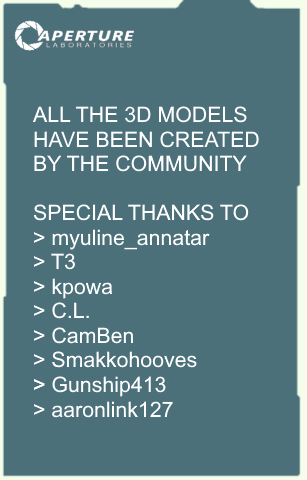 APERTURE
LABORATORIES
ALL THE 3D MODELS
HAVE BEEN CREATED
BY THE COMMUNITY
SPECIAL THANKS TO
> myuline_annatar
> T3
> kpowa
> C.L.
> CamBen
> Smakkohooves
> Gunship413
> aaronlink127